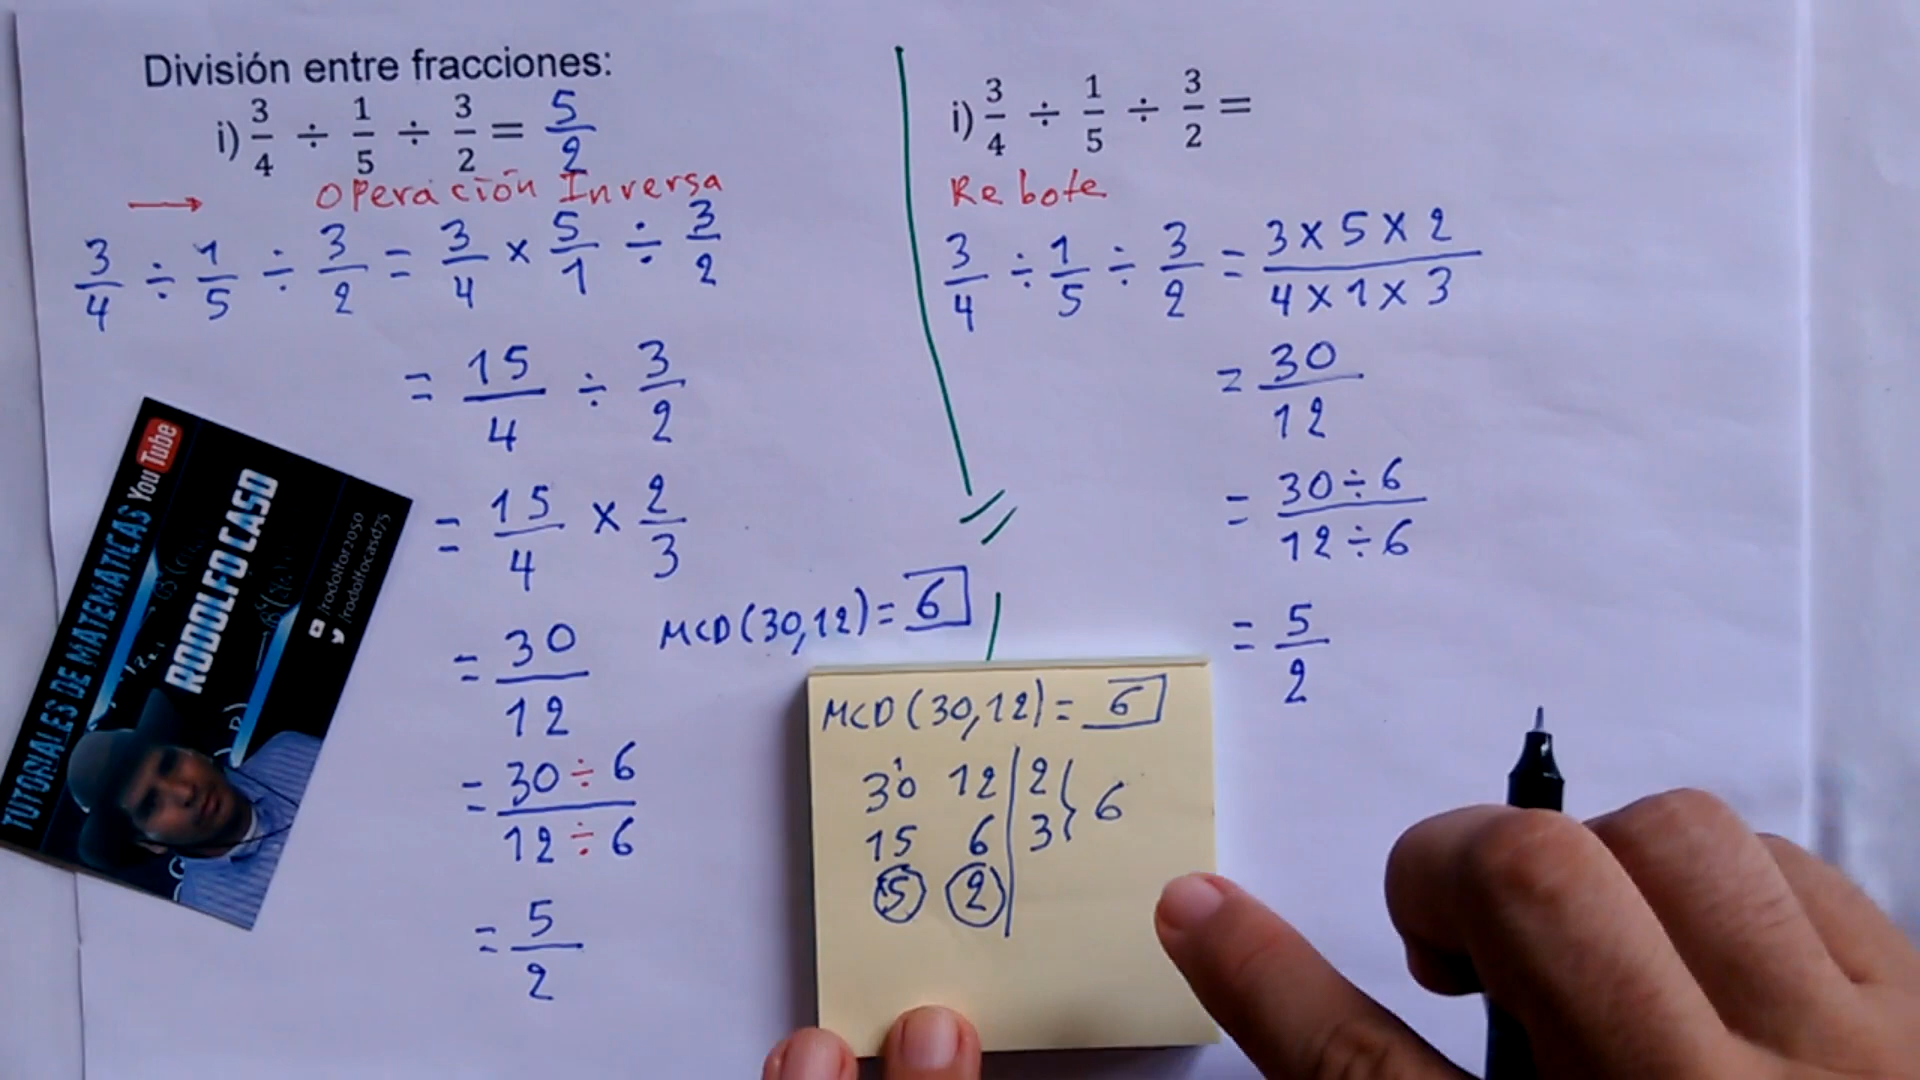 División entre fracciones:
i) 3/4 ÷ 1/5 ÷ 3/2 = 5/2
→ Operación Inversa
3/4 ÷ 1/5 ÷ 3/2 = 3/4 × 5/1 ÷ 3/2
= 15/4 ÷ 3/2
= 15/4 × 2/3
= 30/12
MCD(30,12) = 6
= 30÷6/12÷6
= 5/2
i) 3/4 ÷ 1/5 ÷ 3/2 =
Rebote
3/4 ÷ 1/5 ÷ 3/2 = 3×5×2/4×1×3
= 30/12
= 30÷6/12÷6
= 5/2
MCD(30,12) = 6
30 12 | 2
15 6 | 3 } 6
5 2 |
TUTORIALES DE MATEMATICAS YouTube
RODOLFO CASO
/rodolfor2050
/rodolfocasd75